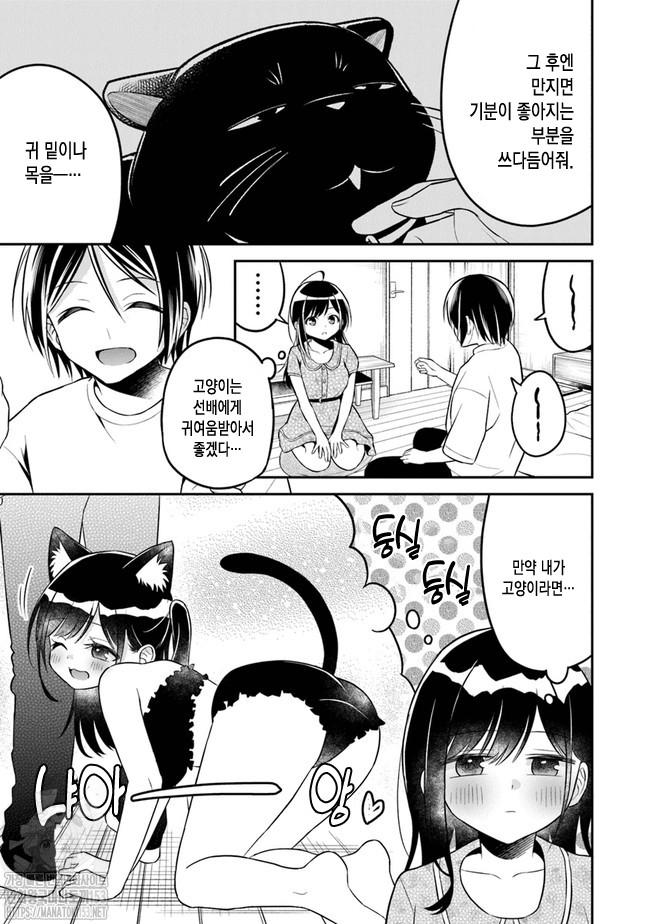 그 후엔
만지면
기분이 좋아지는
부분을
쓰다듬어줘.
귀 밑이나
목을―…
고양이는
선배에게
귀여움받아서
좋겠다…
만약 내가
고양이라면…
둥실
둥실
냐아―――앙
HTTPS://MANATOKI153.NET